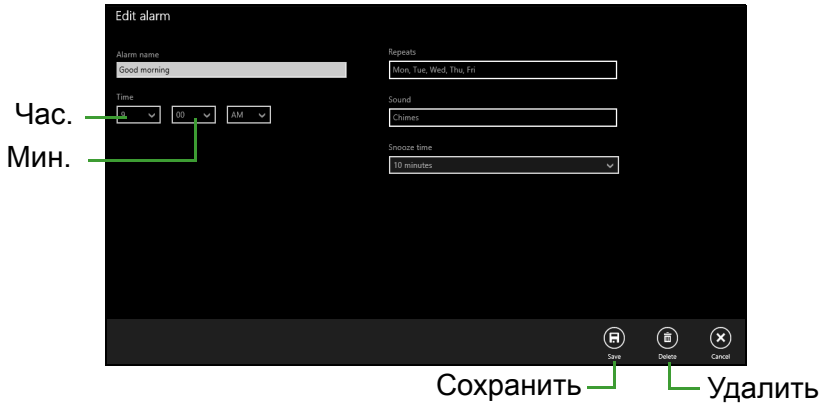 Edit alarm
Alarm name
Good morning
Time
00
AM
Repeats
Mon, Tue, Wed, Thu, Fri
Sound
Chimes
Snooze time
10 minutes
Час.
Мин.
Save
Delete
Cancel
Сохранить
Удалить